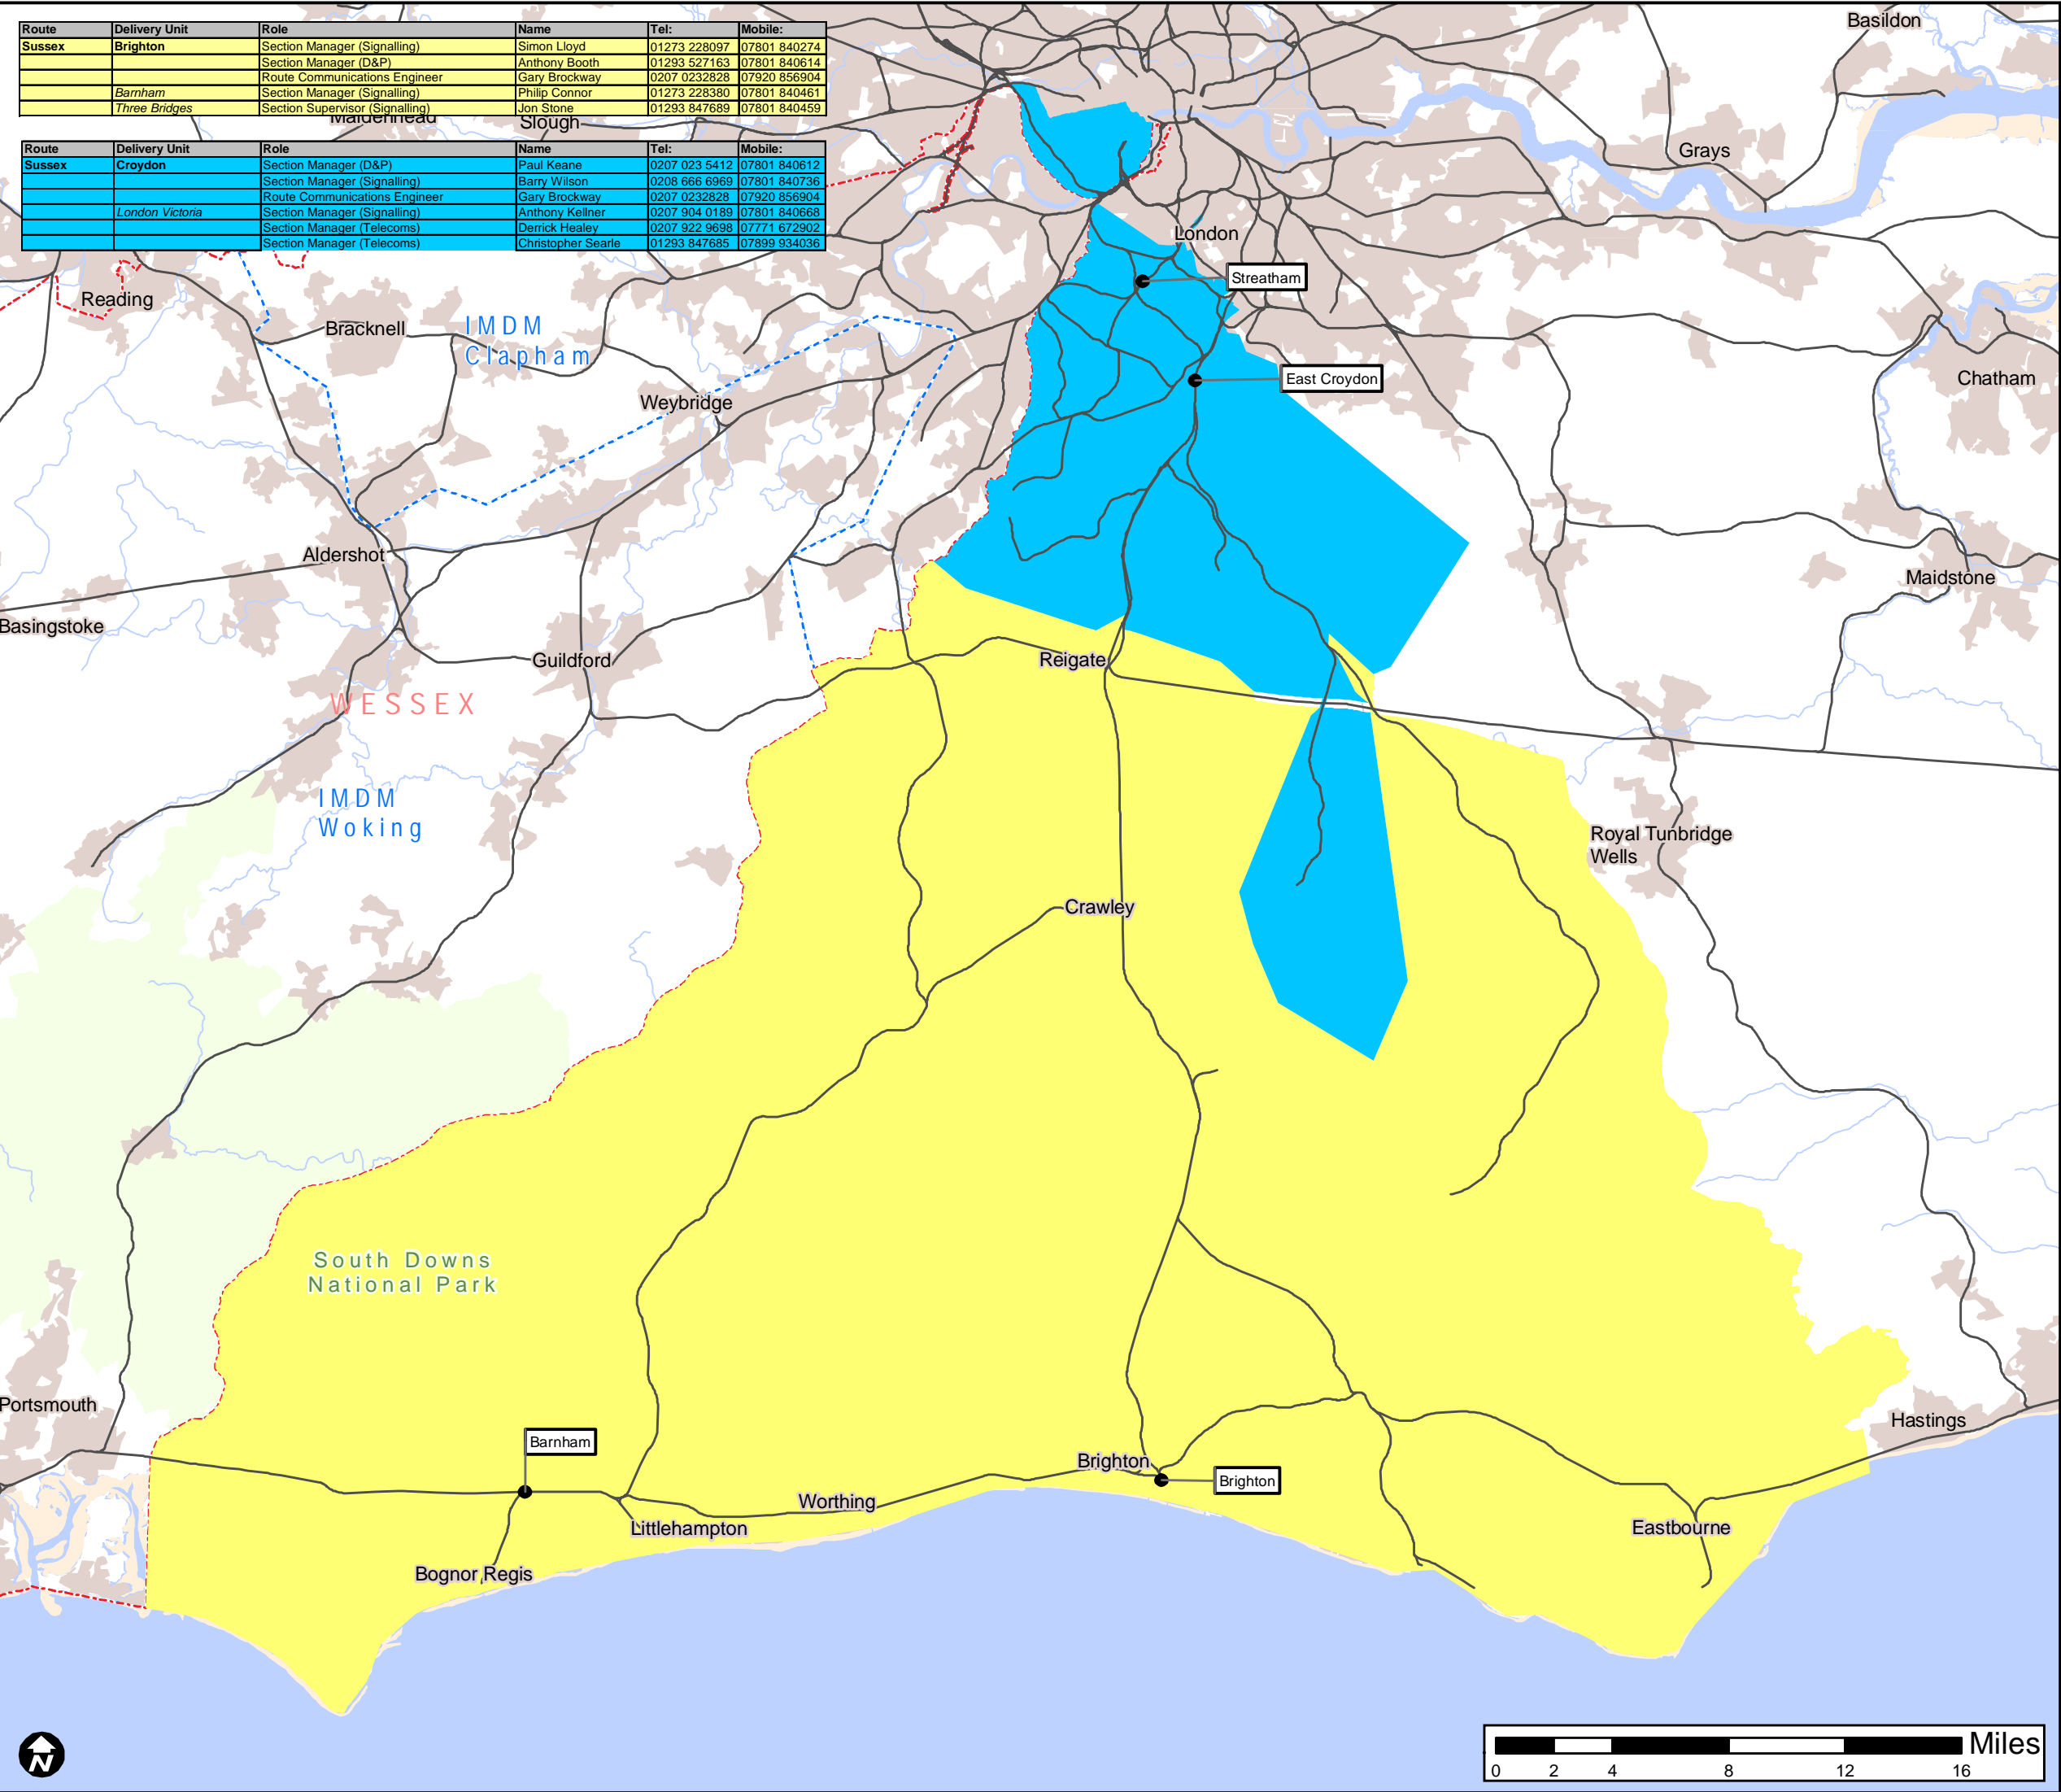 Route Delivery Unit Role Name Tel: Mobile:
Sussex Brighton Section Manager (Signalling) Simon Lloyd 01273 228097 07801 840274
Section Manager (D&P) Anthony Booth 01293 527163 07801 840614
Route Communications Engineer Gary Brockway 0207 0232828 07920 856904
Barnham Section Manager (Signalling) Philip Connor 01273 228380 07801 840461
Three Bridges Section Supervisor (Signalling) Jon Stone 01293 847689 07801 840459
Maidenhead
Slough
Route Delivery Unit Role Name Tel: Mobile:
Sussex Croydon Section Manager (D&P) Paul Keane 0207 023 5412 07801 840612
Section Manager (Signalling) Barry Wilson 0208 666 6969 07801 840736
Route Communications Engineer Gary Brockway 0207 0232828 07920 856904
London Victoria Section Manager (Signalling) Anthony Kellner 0207 904 0189 07801 840668
Section Manager (Telecoms) Derrick Healey 0207 922 9698 07771 672902
Section Manager (Telecoms) Christopher Searle 01293 847685 07899 934036
Basildon
Grays
London
Streatham
Reading
Bracknell
IMDM
Clapham
East Croydon
Chatham
Weybridge
Aldershot
Maidstone
Basingstoke
Guildford
Reigate
WESSEX
IMDM
Woking
Royal Tunbridge
Wells
Crawley
South Downs
National Park
Portsmouth
Hastings
Barnham
Brighton
Brighton
Worthing
Littlehampton
Eastbourne
Bognor Regis
N
Miles
0 2 4 8 12 16